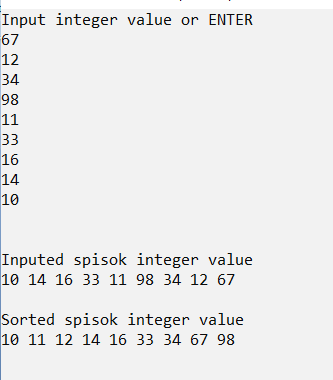 Input integer value or ENTER
67
12
34
98
11
33
16
14
10
Inputed spisok integer value
10 14 16 33 11 98 34 12 67
Sorted spisok integer value
10 11 12 14 16 33 34 67 98